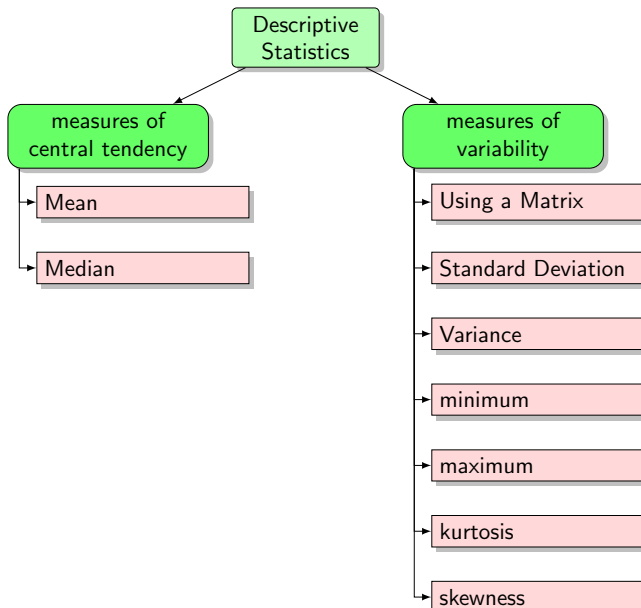 Descriptive
Statistics
measures of
central tendency
measures of
variability
Mean
Median
Using a Matrix
Standard Deviation
Variance
minimum
maximum
kurtosis
skewness